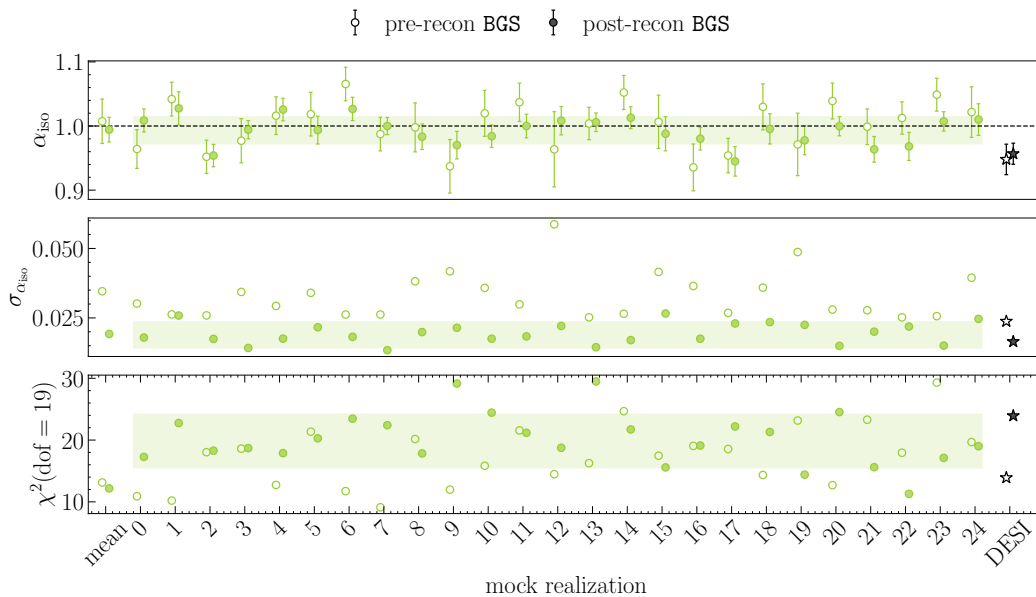 pre-recon BGS post-recon BGS
1.1
1.0
0.9
α_iso
0.050
0.025
σ_α_iso
30
20
10
χ²(dof = 19)
mean 0 1 2 3 4 5 6 7 8 9 10 11 12 13 14 15 16 17 18 19 20 21 22 23 24 DESI
mock realization